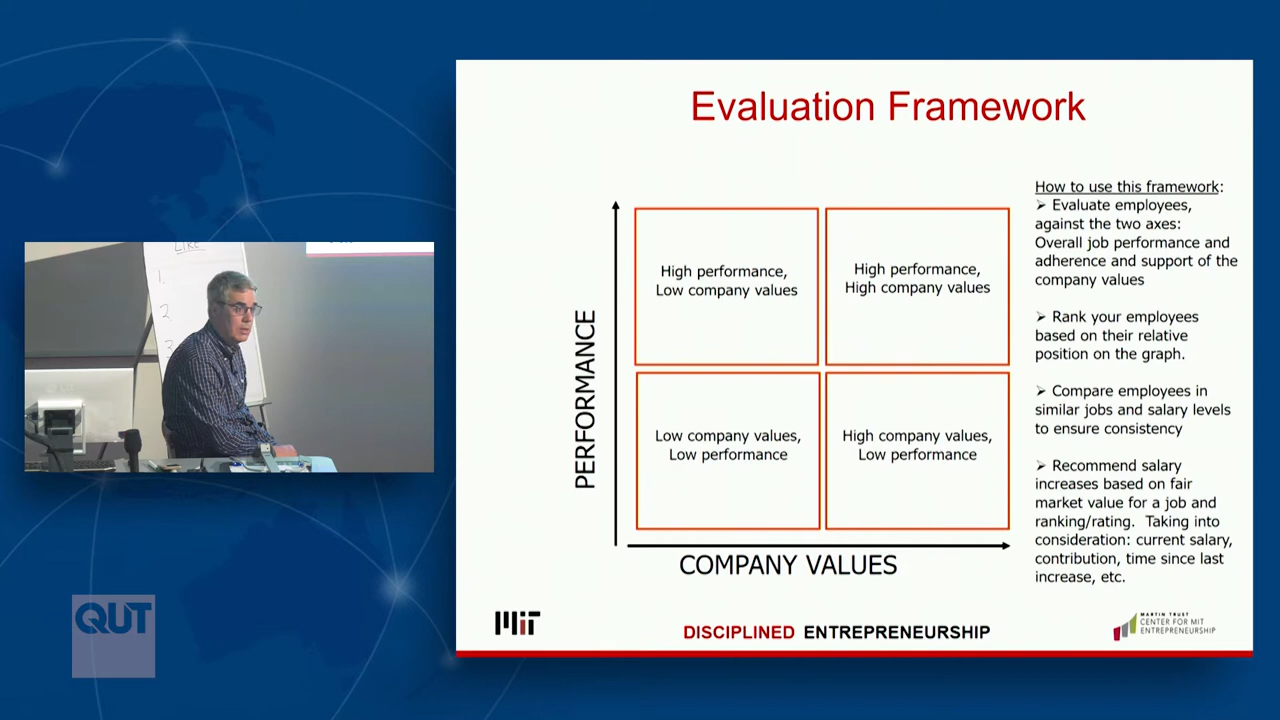 Evaluation Framework
How to use this framework:
➢ Evaluate employees,
against the two axes:
Overall job performance and
adherence and support of the
company values
➢ Rank your employees
based on their relative
position on the graph.
➢ Compare employees in
similar jobs and salary levels
to ensure consistency
➢ Recommend salary
increases based on fair
market value for a job and
ranking/rating. Taking into
consideration: current salary,
contribution, time since last
increase, etc.
PERFORMANCE
High performance,
Low company values
High performance,
High company values
Low company values,
Low performance
High company values,
Low performance
COMPANY VALUES
MIT
DISCIPLINED ENTREPRENEURSHIP
MARTIN TRUST
CENTER FOR MIT
ENTREPRENEURSHIP
1.
2.
QUT